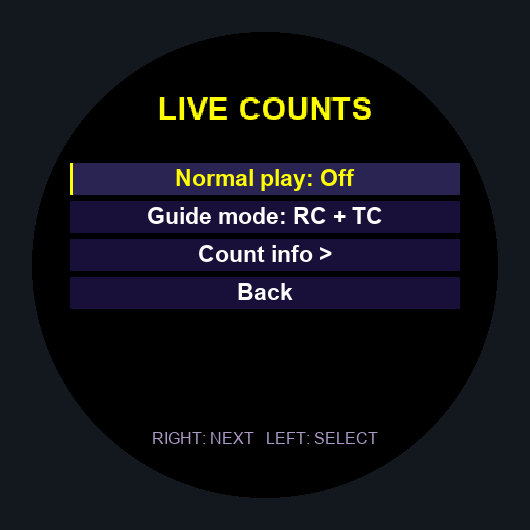 LIVE COUNTS
Normal play: Off
Guide mode: RC + TC
Count info >
Back
RIGHT: NEXT LEFT: SELECT